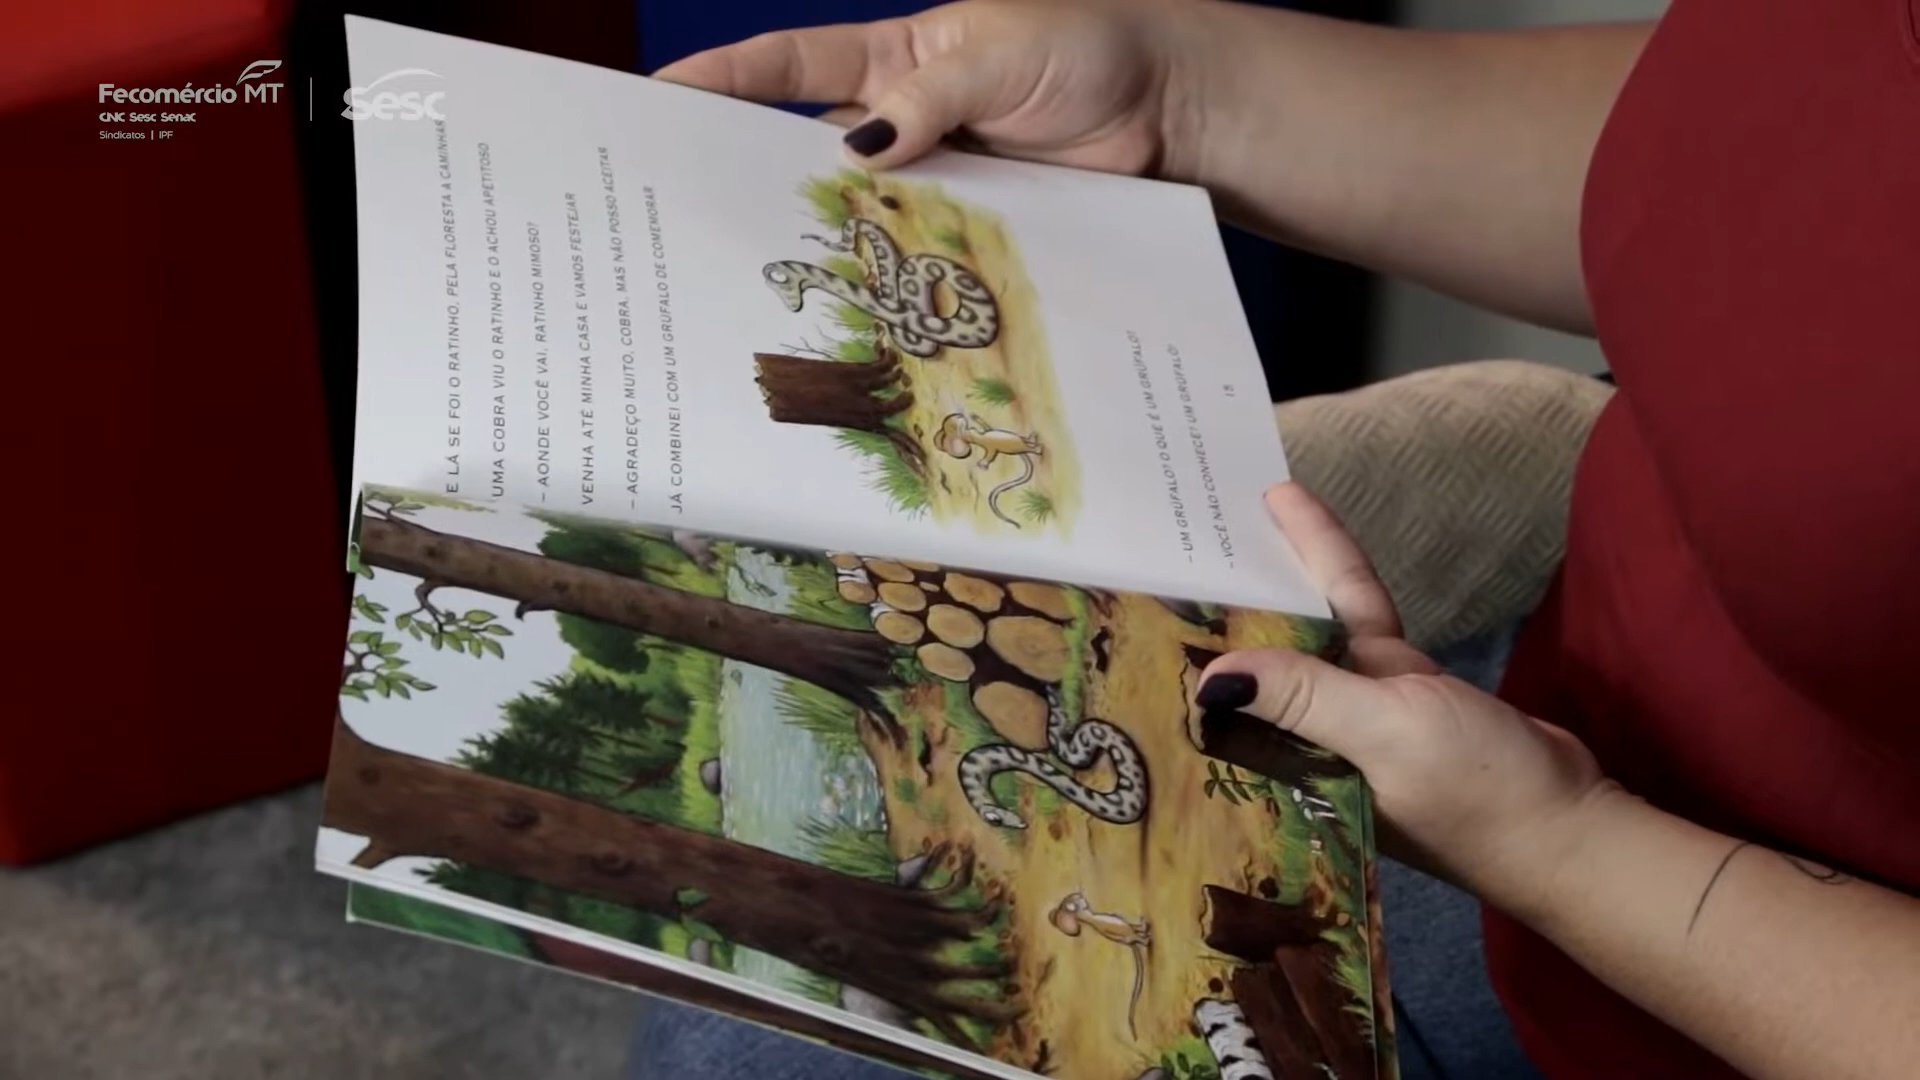 Fecomércio MT
CNC Sesc Senac
Sindicatos | IPF
sesc
E LÁ SE FOI O RATINHO, PELA FLORESTA A CAMINHAR
UMA COBRA VIU O RATINHO E O ACHOU APETITOSO
– AONDE VOCÊ VAI, RATINHO MIMOSO?
VENHA ATÉ MINHA CASA E VAMOS FESTEJAR
– AGRADEÇO MUITO, COBRA, MAS NÃO POSSO ACEITAR
JÁ COMBINEI COM UM GRÚFALO DE COMEMORAR
– UM GRÚFALO? O QUE É UM GRÚFALO?
– VOCÊ NÃO CONHECE? UM GRÚFALO!
15